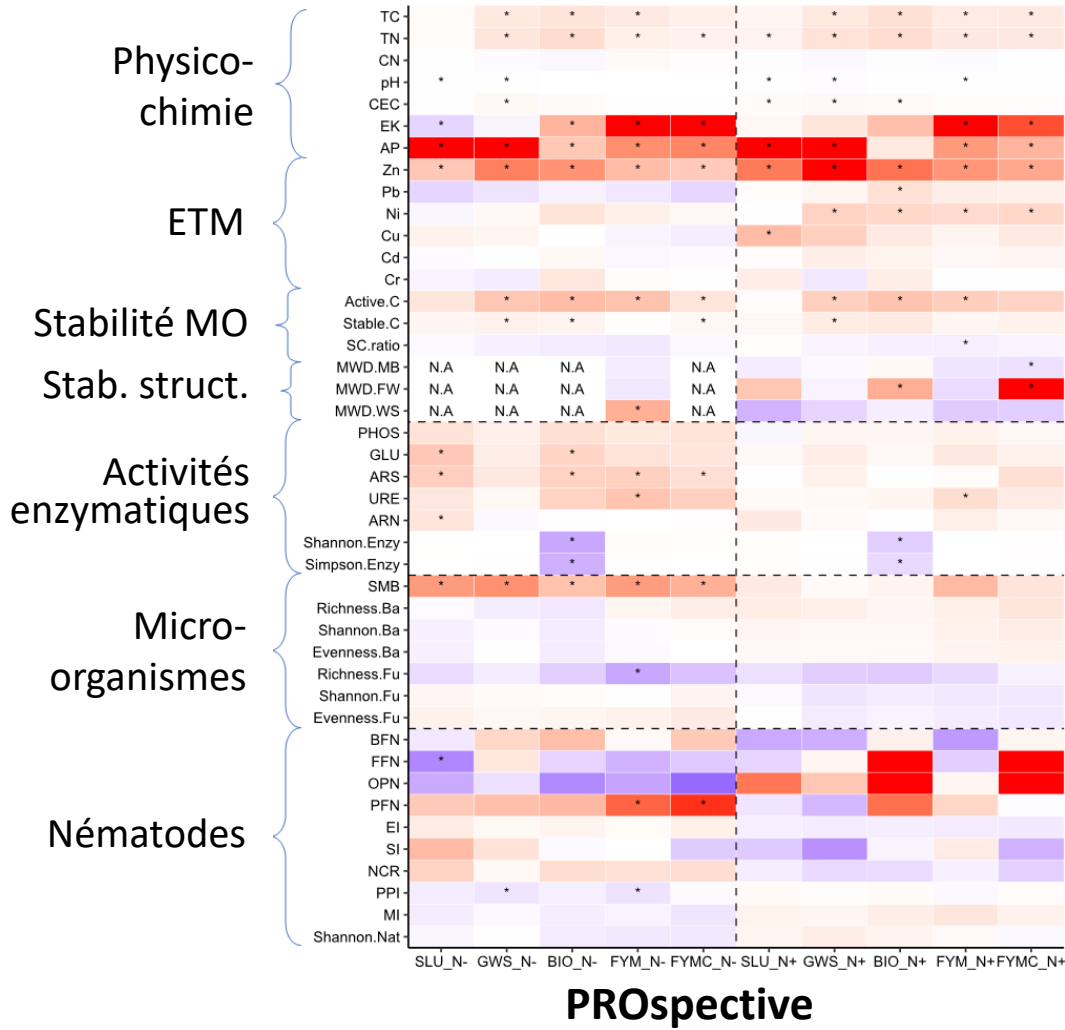 Physico-
chimie
ETM
Stabilité MO
Stab. struct.
Activités
enzymatiques
Micro-
organismes
Nématodes
TC * * * * * * *
TN * * * * * * * * *
CN
pH * * * * *
CEC * * * *
EK * * * * * *
AP * * * * * * * * *
Zn * * * * * * * * * *
Pb *
Ni * * * *
Cu *
Cd
Cr
Active.C * * * * * * *
Stable.C * * * *
SC.ratio *
MWD.MB N.A N.A N.A N.A *
MWD.FW N.A N.A N.A N.A * *
MWD.WS N.A N.A N.A * N.A
PHOS
GLU * *
ARS * * * *
URE * *
ARN *
Shannon.Enzy * *
Simpson.Enzy * *
SMB * * * * *
Richness.Ba
Shannon.Ba
Evenness.Ba
Richness.Fu *
Shannon.Fu
Evenness.Fu
BFN
FFN *
OPN
PFN * *
EI
SI
NCR
PPI * *
MI
Shannon.Nat
SLU_N- GWS_N- BIO_N- FYM_N- FYMC_N- SLU_N+ GWS_N+ BIO_N+ FYM_N+ FYMC_N+
PROspective